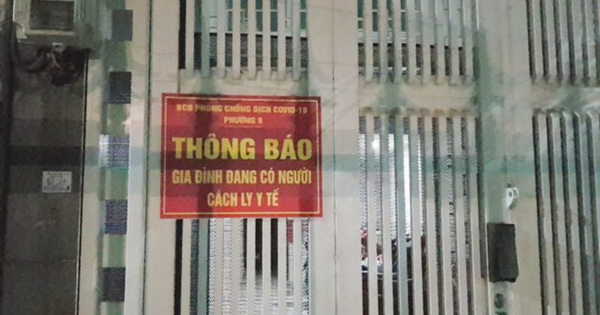 BCĐ PHÒNG CHỐNG DỊCH COVID-19
PHƯỜNG 9
THÔNG BÁO
GIA ĐÌNH ĐANG CÓ NGƯỜI
CÁCH LY Y TẾ